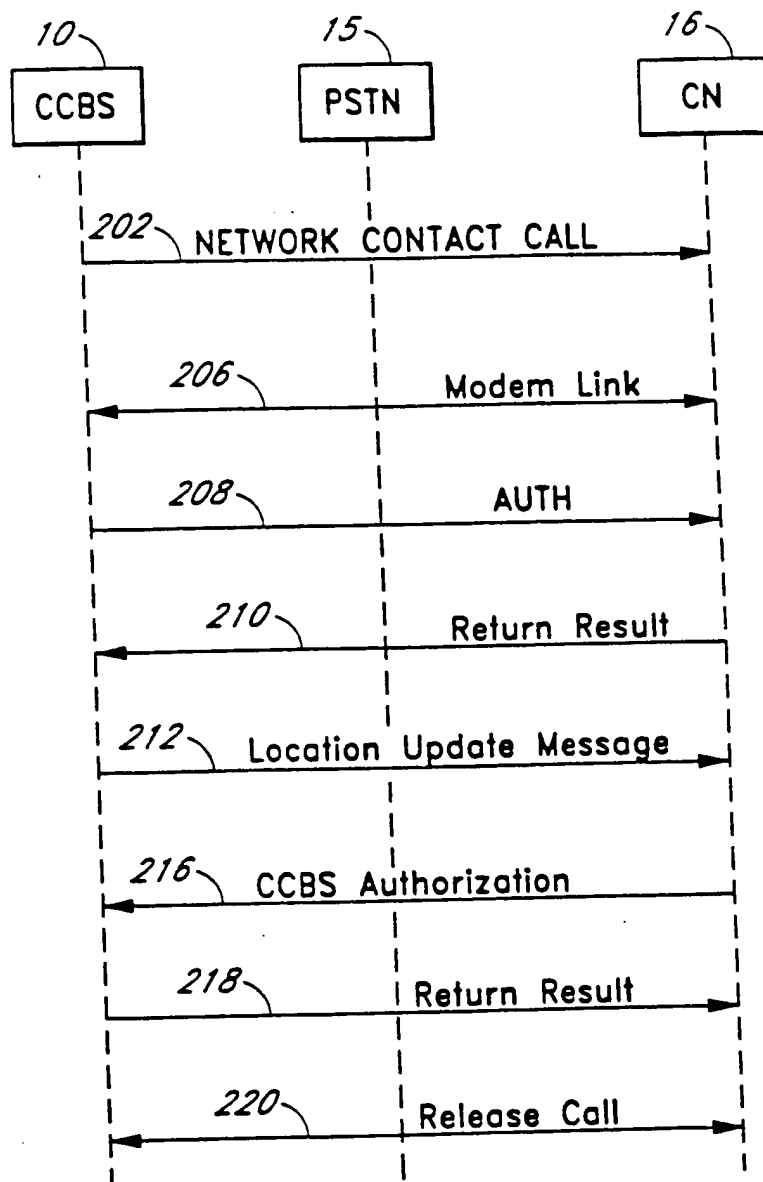 10 15 16
CCBS PSTN CN
202 NETWORK CONTACT CALL
206 Modem Link
208 AUTH
210 Return Result
212 Location Update Message
216 CCBS Authorization
218 Return Result
220 Release Call